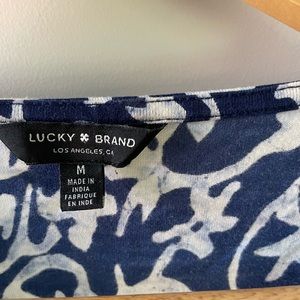 LUCKY BRAND
LOS ANGELES, CA
M
MADE IN
INDIA
FABRIQUE
EN INDE